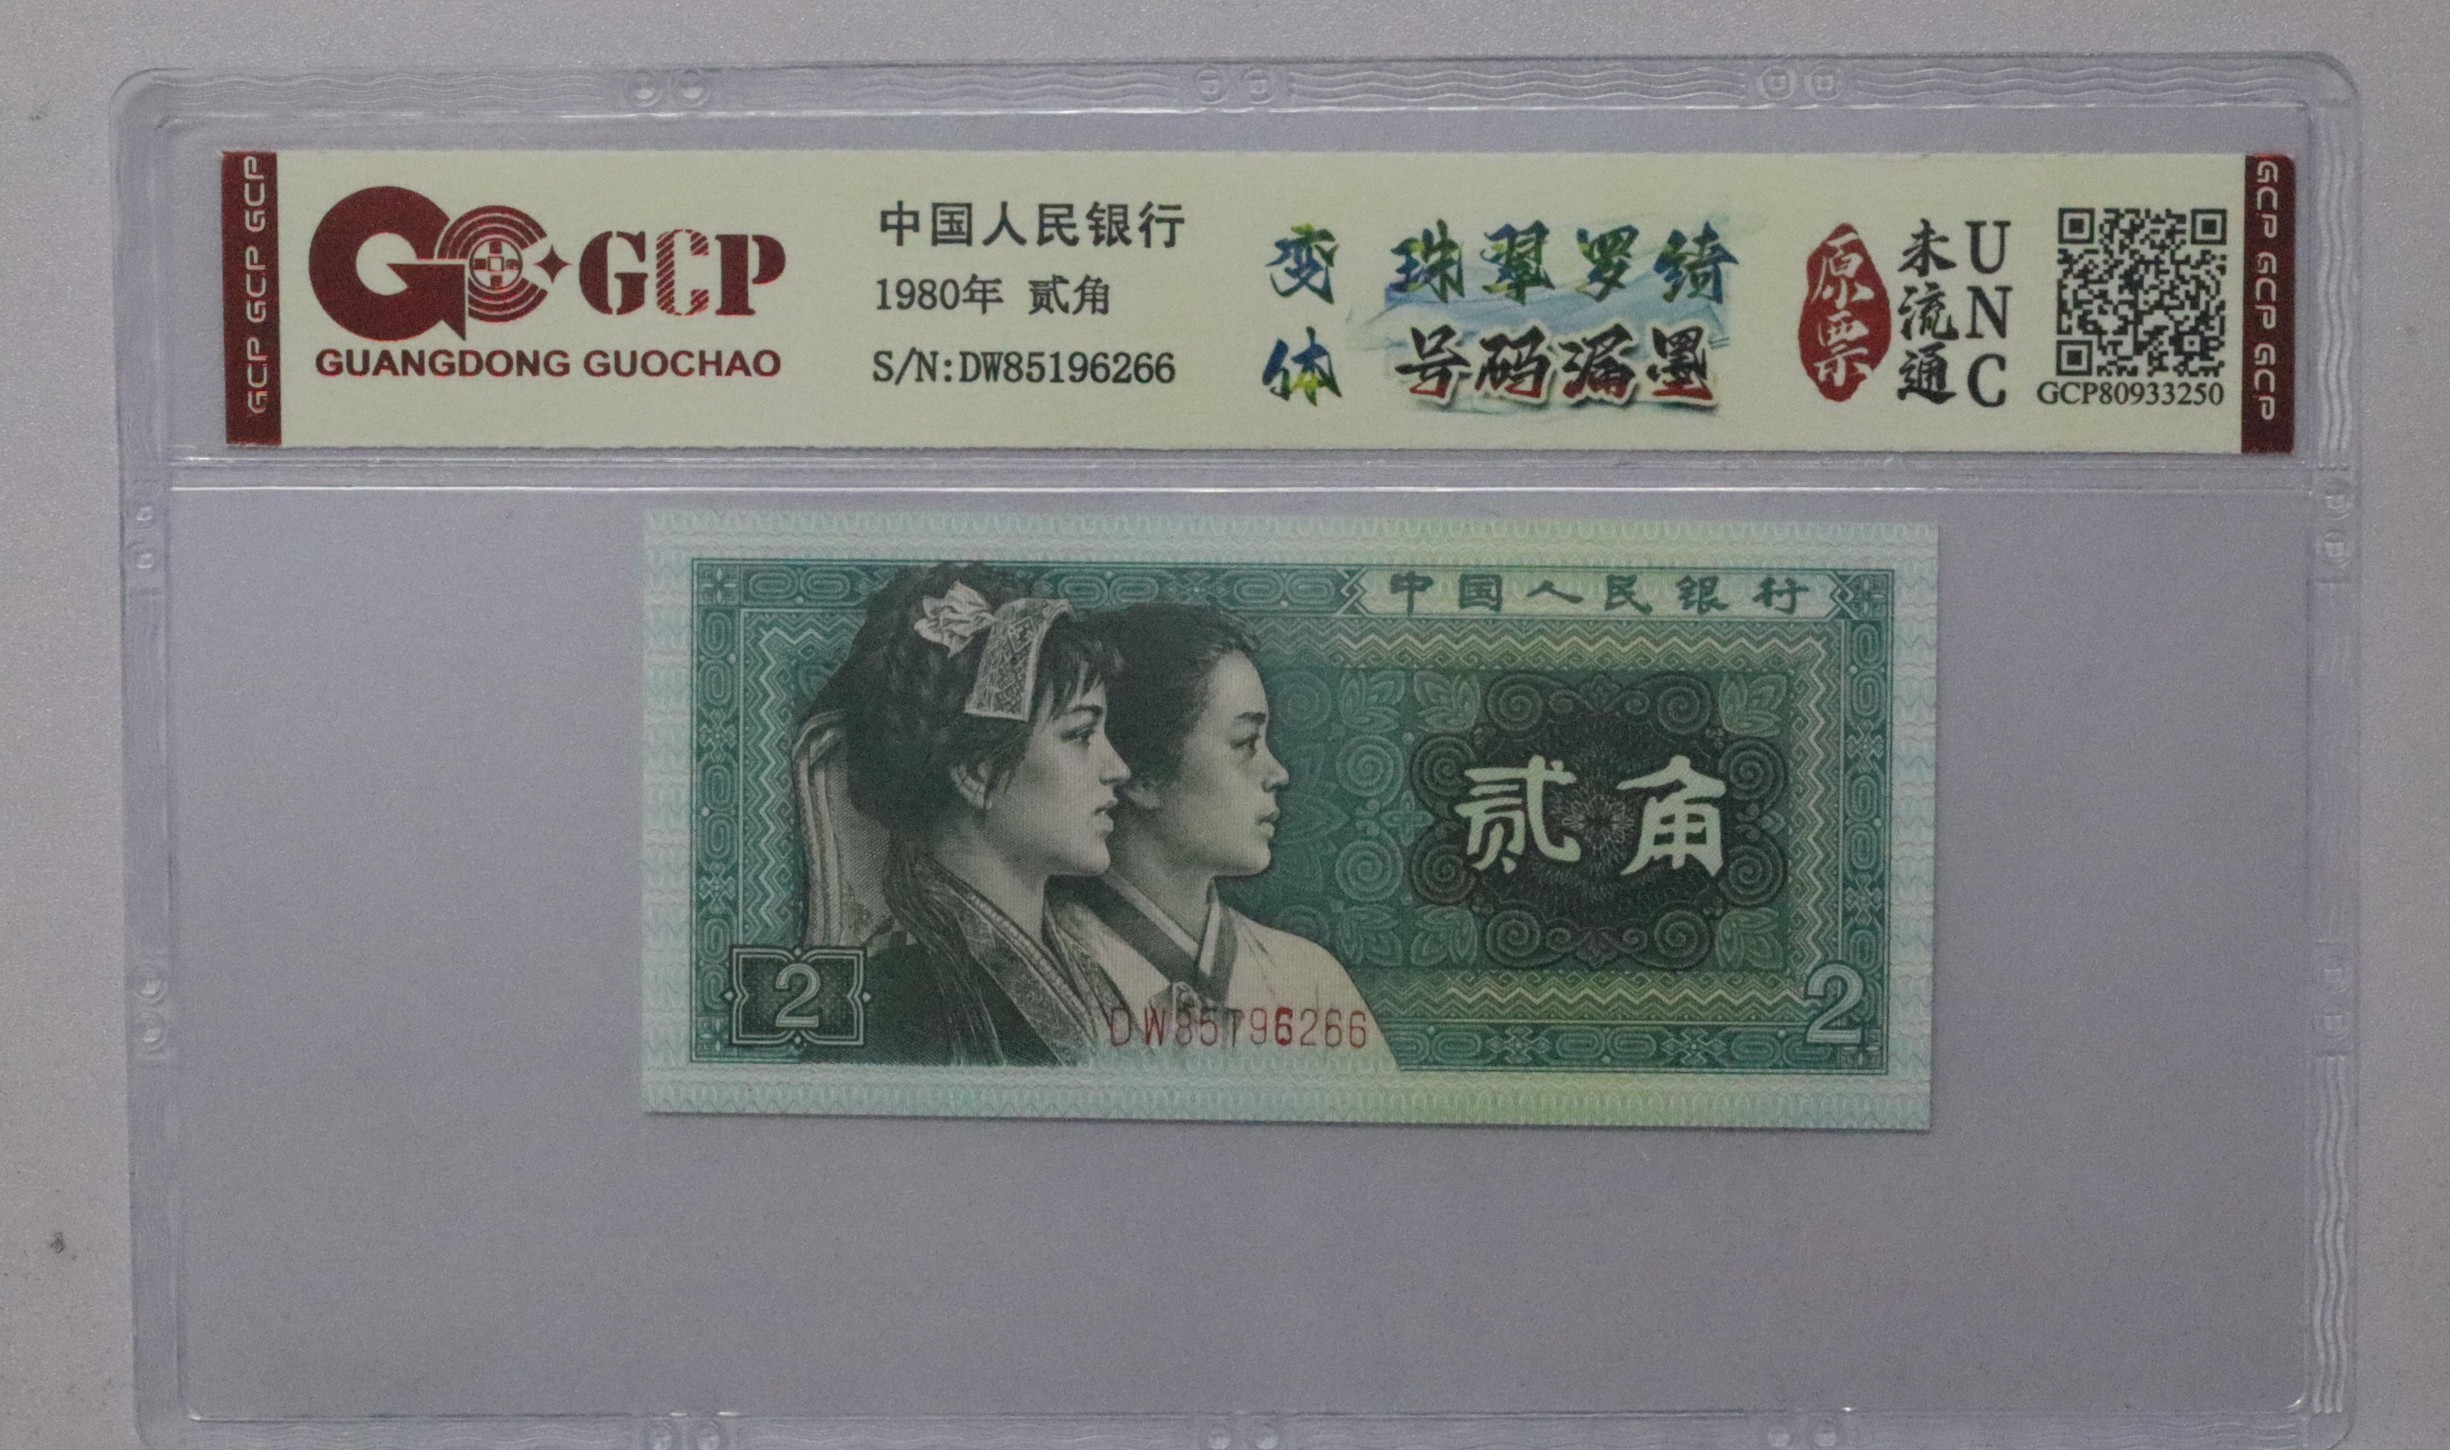 GCP GCP GCP
GCP
GUANGDONG GUOCHAO
中国人民银行
1980年 贰角
S/N:DW85196266
变体
珠翠罗绮
号码漏墨
原票
未流通
UNC
GCP80933250
GCP GCP GCP
中国人民银行
贰角
2
2
DW85196266